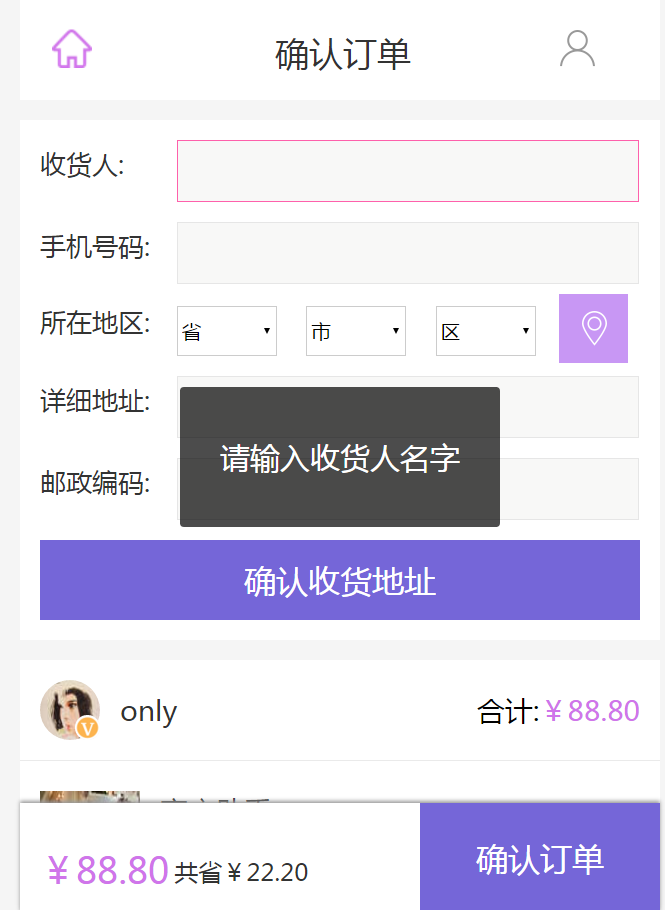 确认订单
收货人:
手机号码:
所在地区: 省 市 区
详细地址:
请输入收货人名字
邮政编码:
确认收货地址
only 合计: ¥ 88.80
¥ 88.80 共省 ¥ 22.20 确认订单